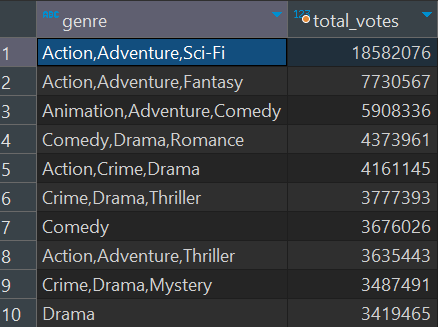 ABC genre 123 total_votes
1 Action,Adventure,Sci-Fi 18582076
2 Action,Adventure,Fantasy 7730567
3 Animation,Adventure,Comedy 5908336
4 Comedy,Drama,Romance 4373961
5 Action,Crime,Drama 4161145
6 Crime,Drama,Thriller 3777393
7 Comedy 3676026
8 Action,Adventure,Thriller 3635443
9 Crime,Drama,Mystery 3487491
10 Drama 3419465